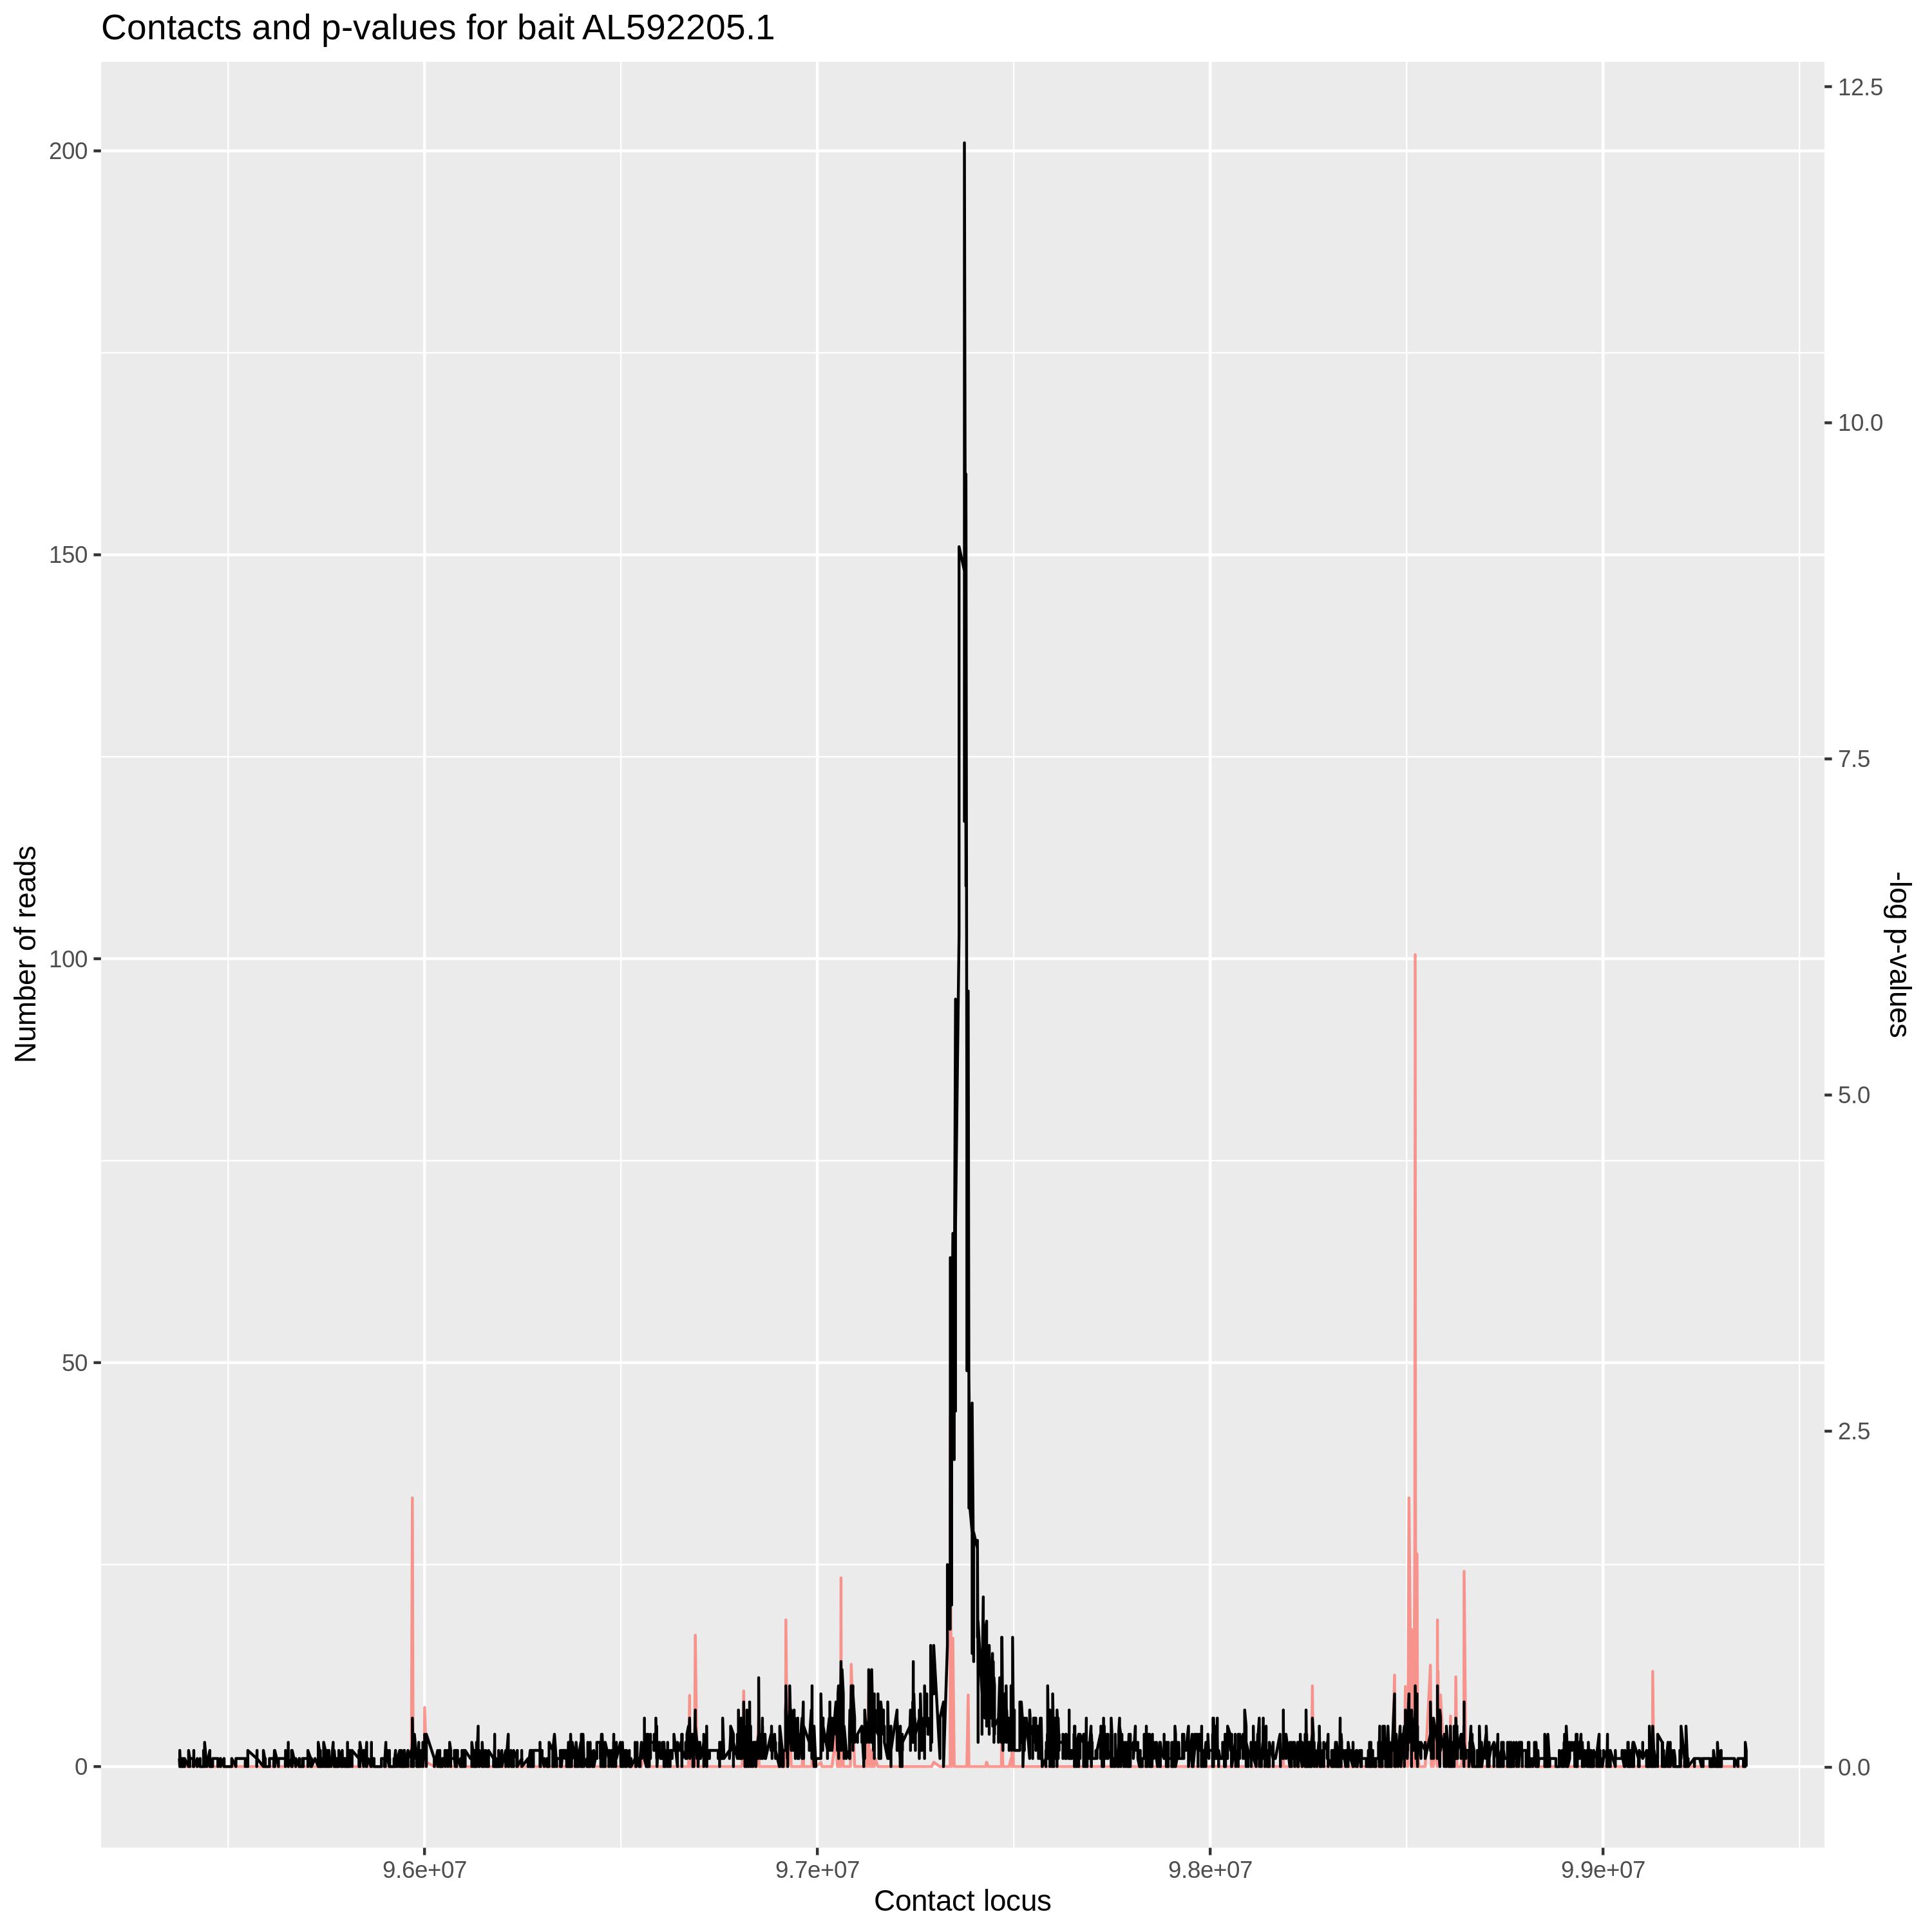 Contacts and p-values for bait AL592205.1
200
150
100
50
0
Number of reads
12.5
10.0
7.5
5.0
2.5
0.0
-log p-values
9.6e+07 9.7e+07 9.8e+07 9.9e+07
Contact locus